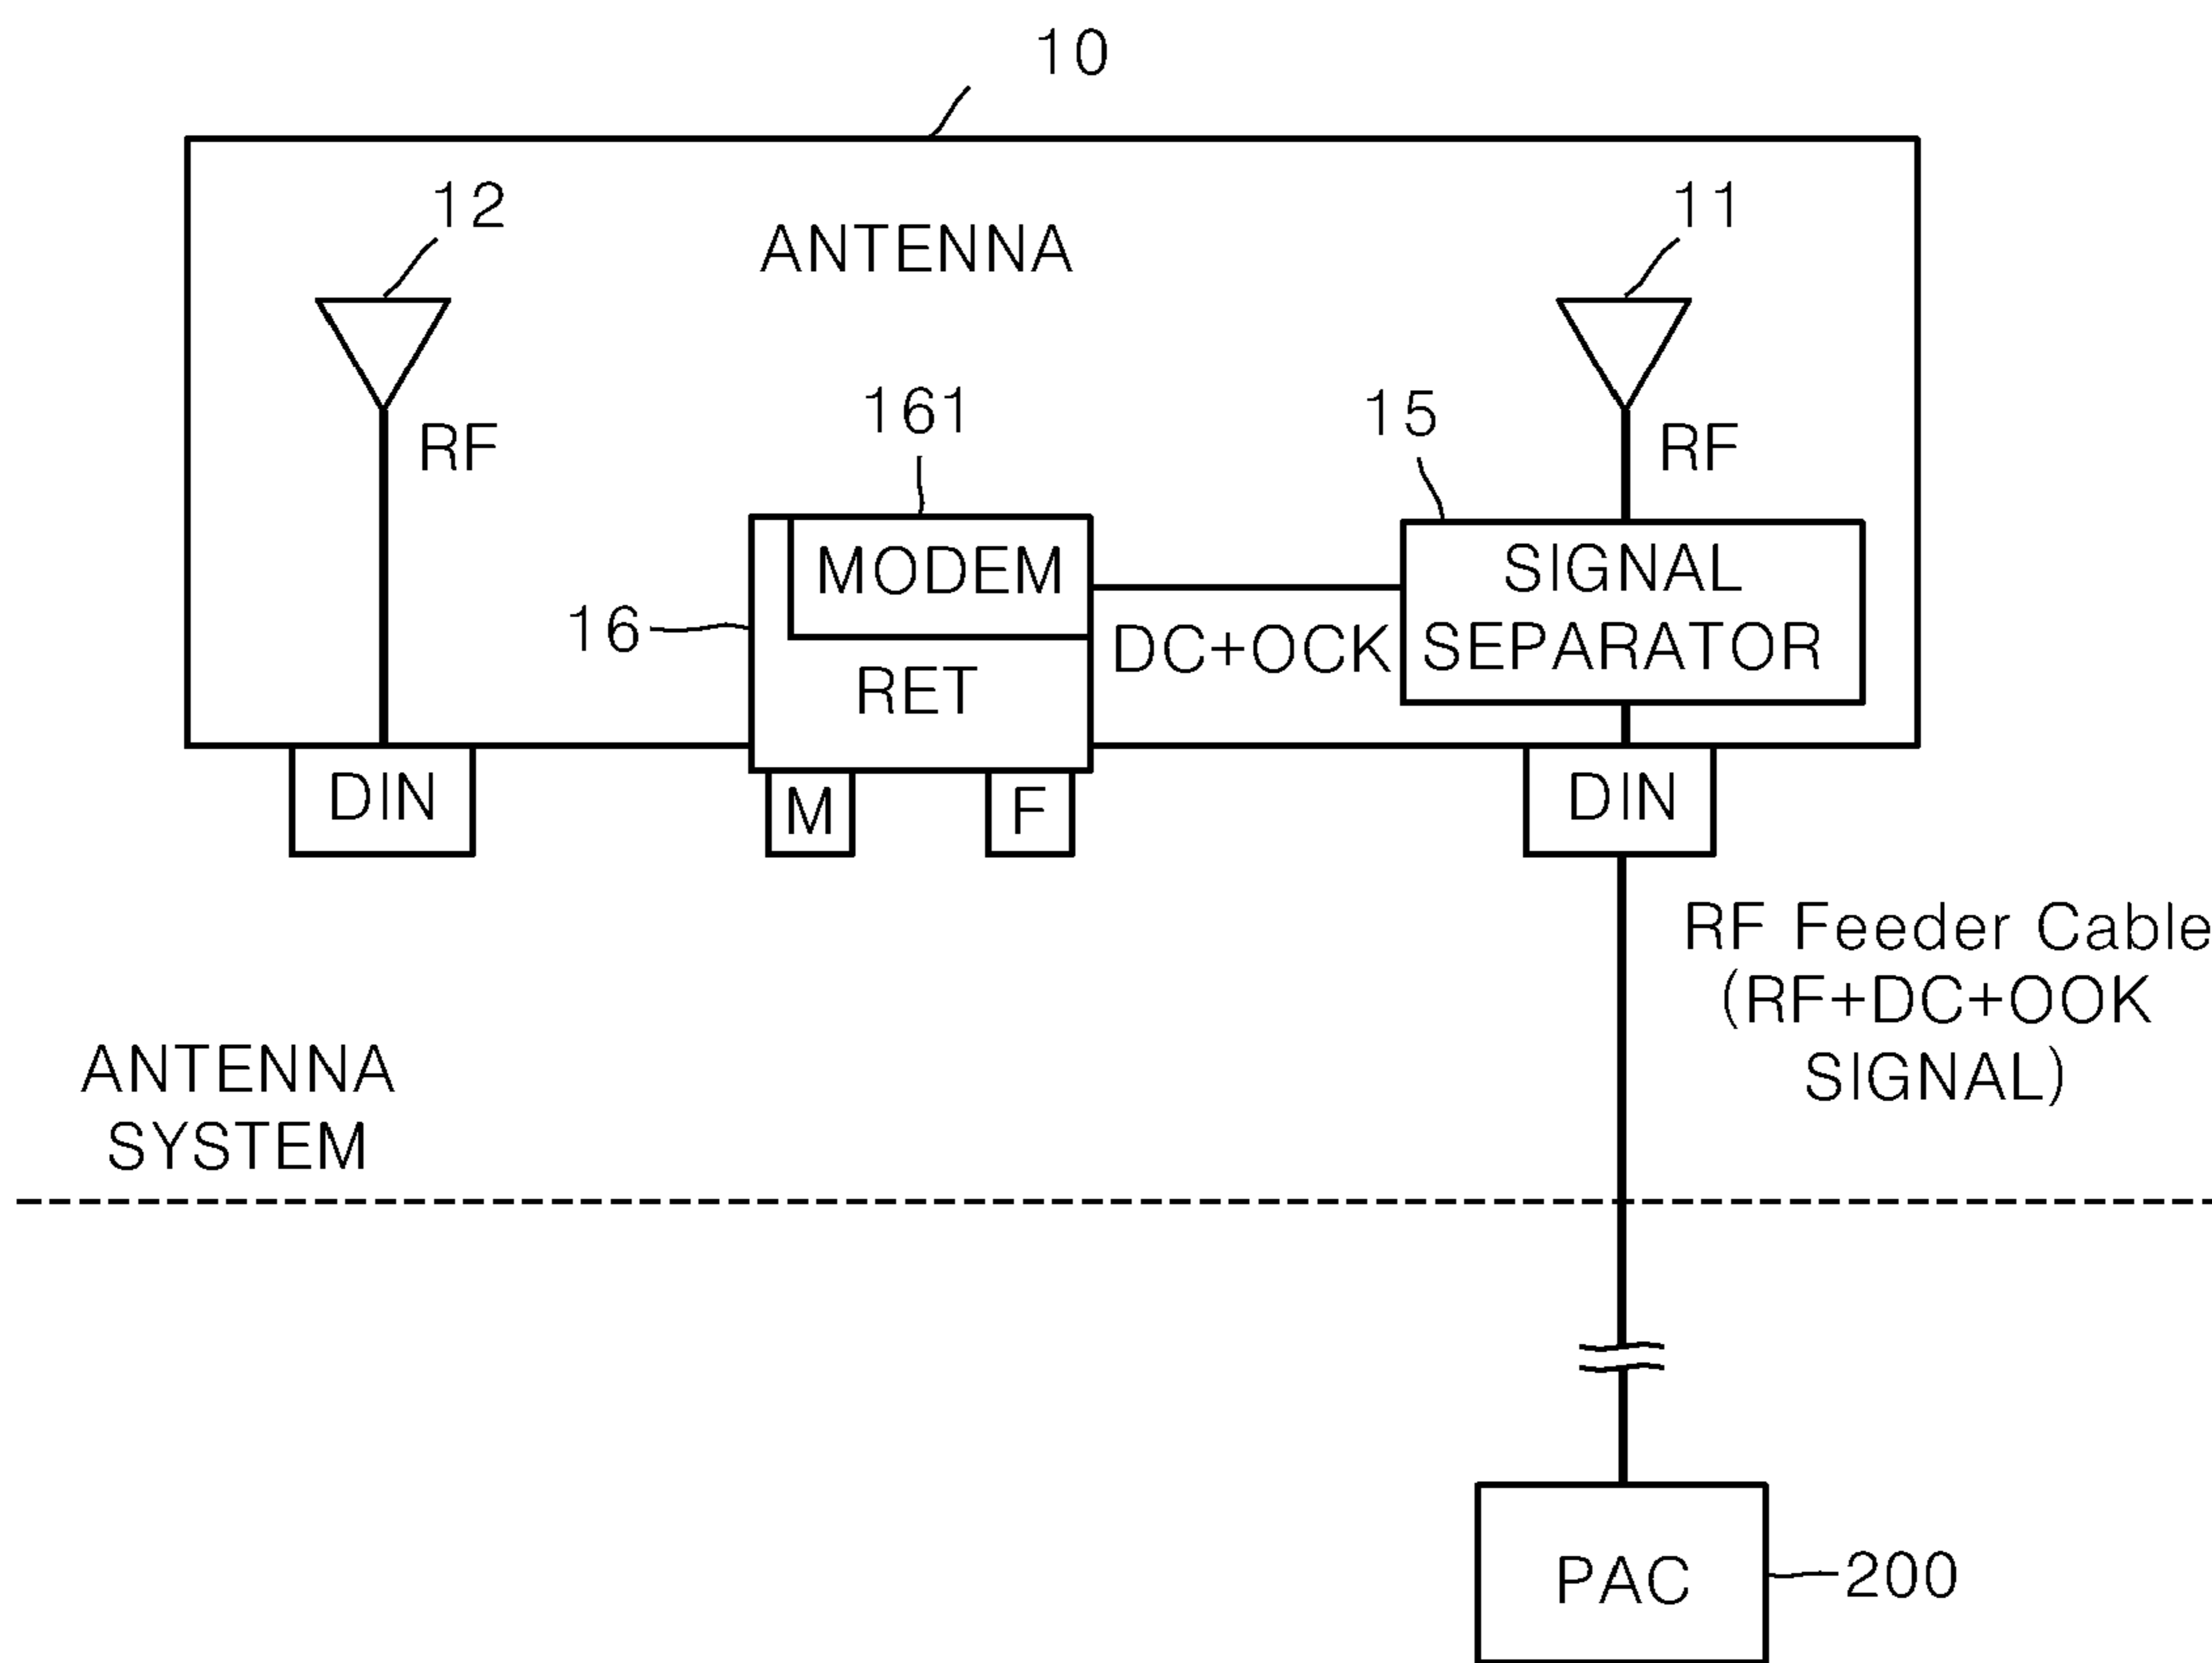 10
12
ANTENNA
11
RF
161
15
RF
MODEM
SIGNAL
SEPARATOR
16
DC+OCK
RET
DIN
M
F
DIN
RF Feeder Cable
(RF+DC+OOK
SIGNAL)
ANTENNA
SYSTEM
PAC
200